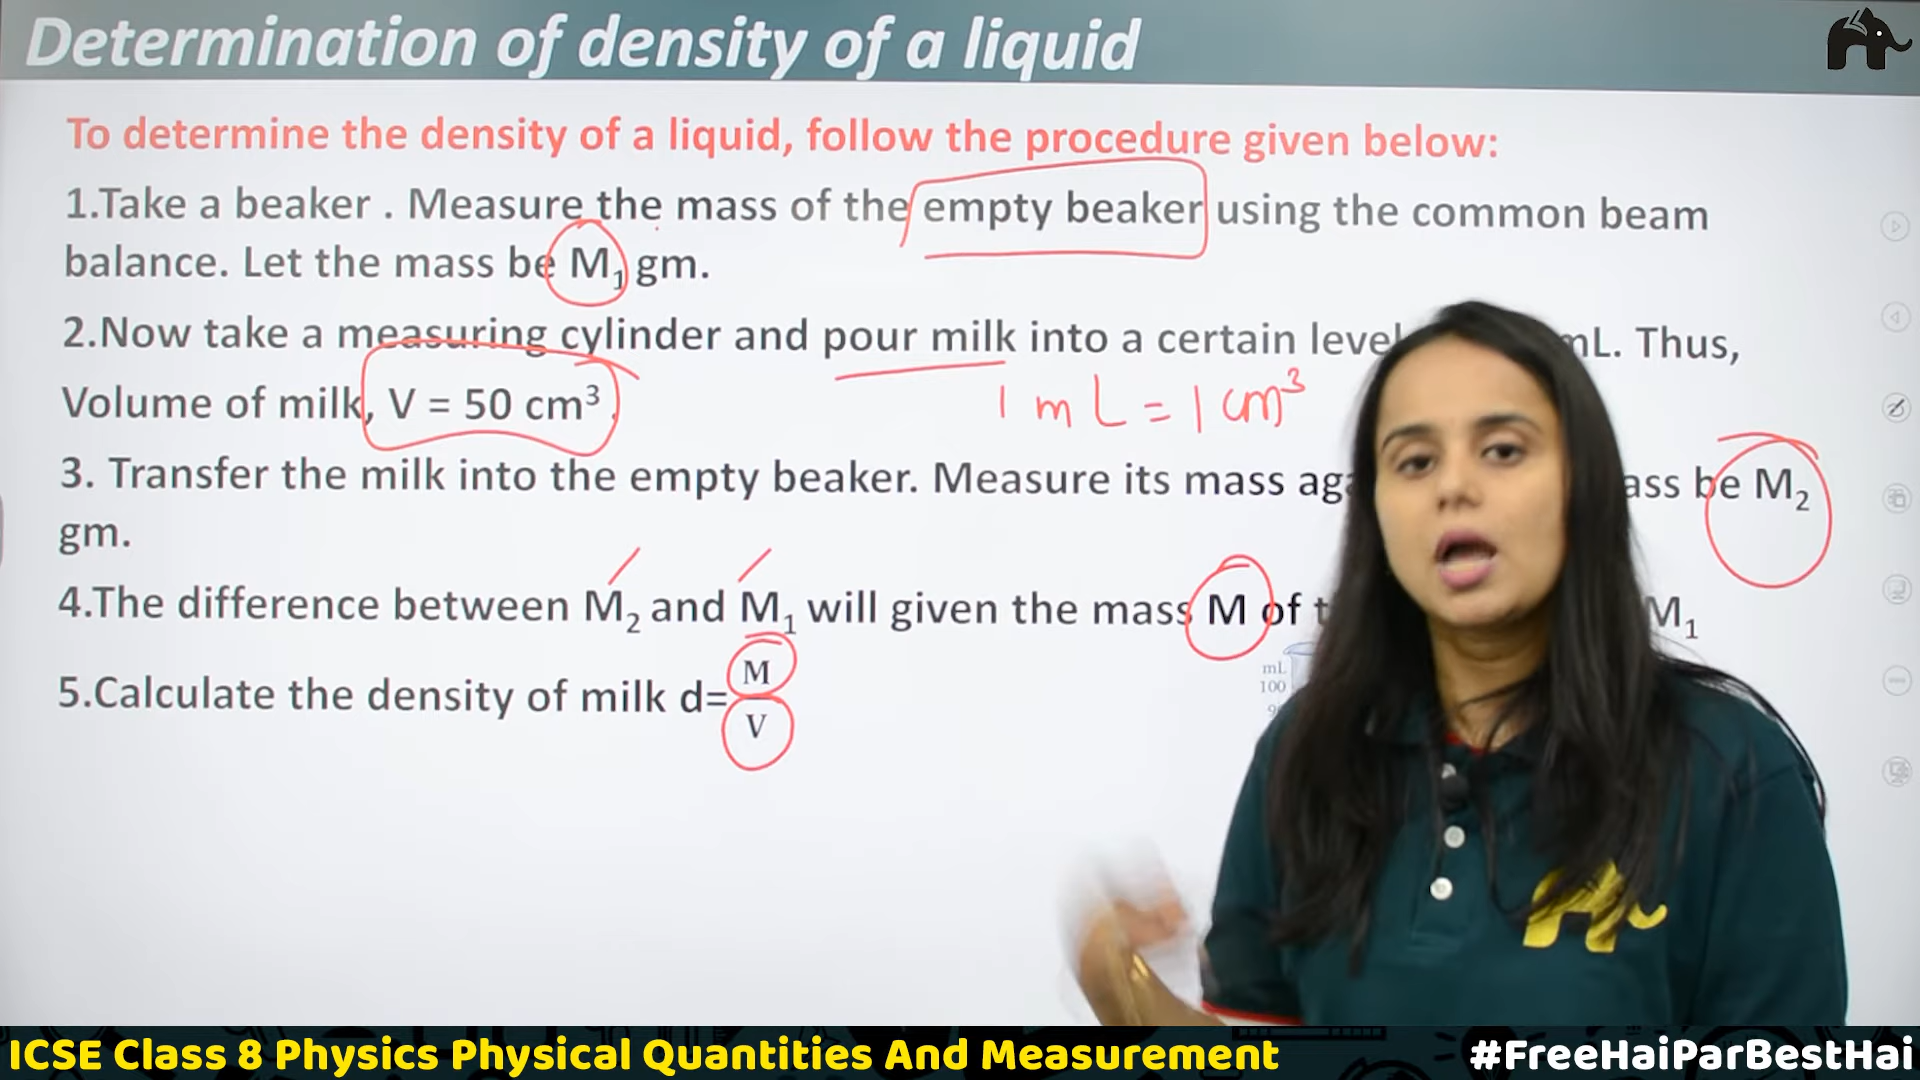 Determination of density of a liquid
To determine the density of a liquid, follow the procedure given below:
1.Take a beaker . Measure the mass of the empty beaker using the common beam
balance. Let the mass be M₁ gm.
2.Now take a measuring cylinder and pour milk into a certain level mL. Thus,
Volume of milk, V = 50 cm³.
1 mL = 1 cm³
3. Transfer the milk into the empty beaker. Measure its mass be M₂
gm.
4.The difference between M₂ and M₁ will given the mass M of M₁
5.Calculate the density of milk d=
M
V
mL
100
ICSE Class 8 Physics Physical Quantities And Measurement
#FreeHaiParBestHai